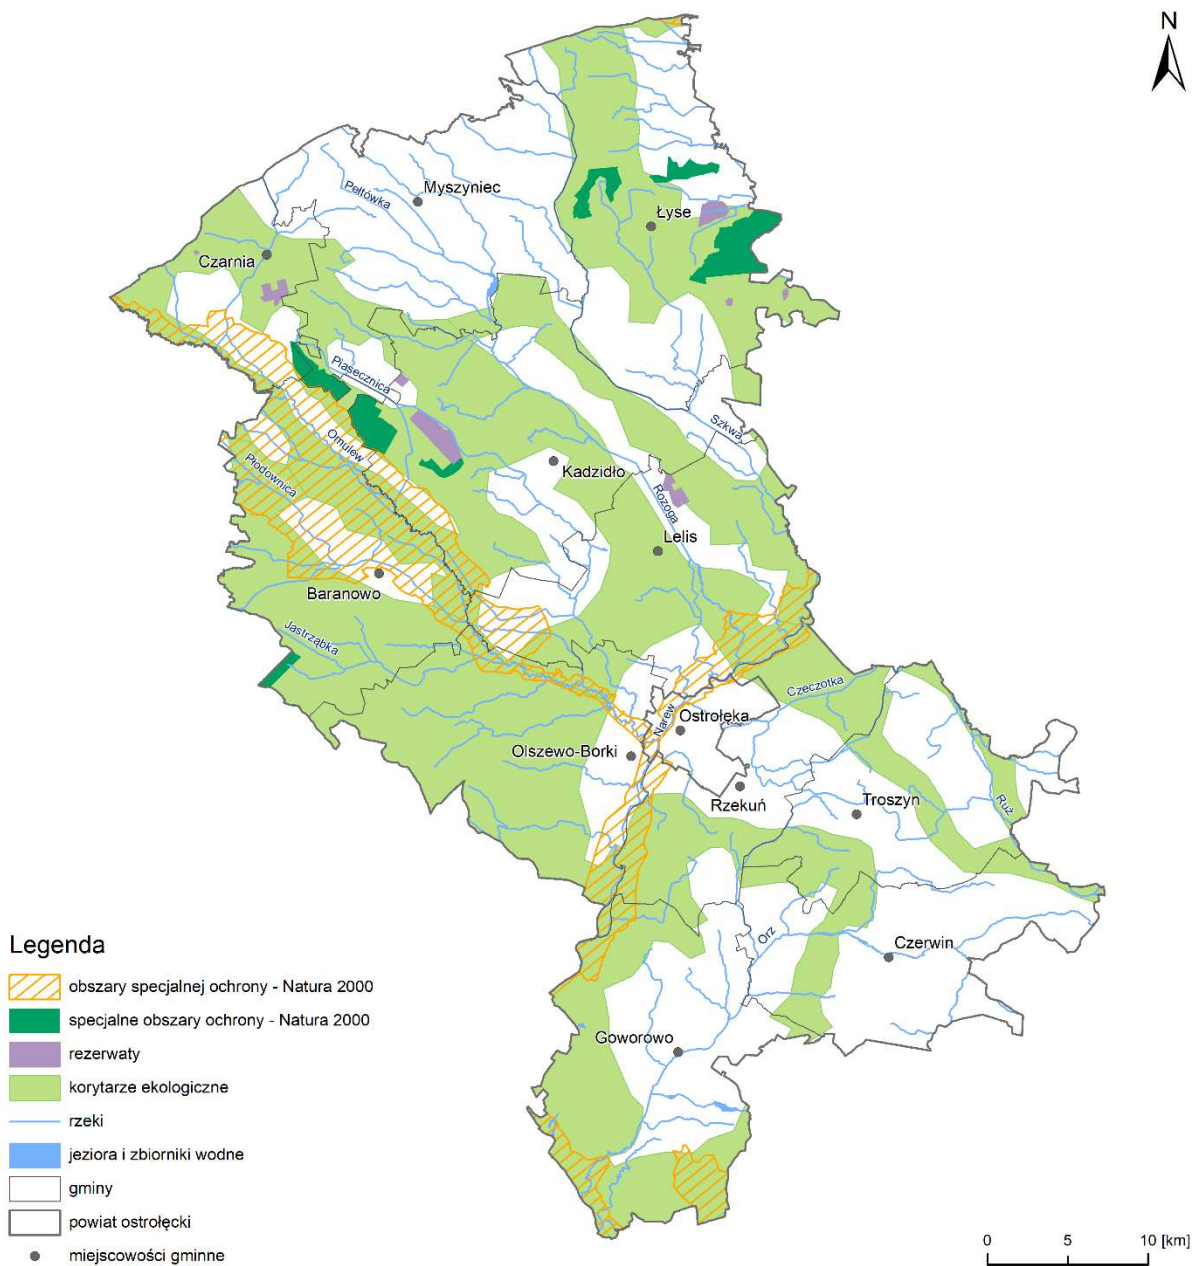 N
Myszyniec
Pełtówka
Łyse
Czarnia
Piasecznica
Szkwa
Omulew
Kadzidło
Płodownica
Rozoga
Lelis
Baranowo
Jastrząbka
Czeczotka
Narew
Ostrołęka
Olszewo-Borki
Rzekuń
Troszyn
Ruż
Orz
Czerwin
Goworowo
Legenda
obszary specjalnej ochrony - Natura 2000
specjalne obszary ochrony - Natura 2000
rezerwaty
korytarze ekologiczne
rzeki
jeziora i zbiorniki wodne
gminy
powiat ostrołęcki
miejscowości gminne
0 5 10 [km]